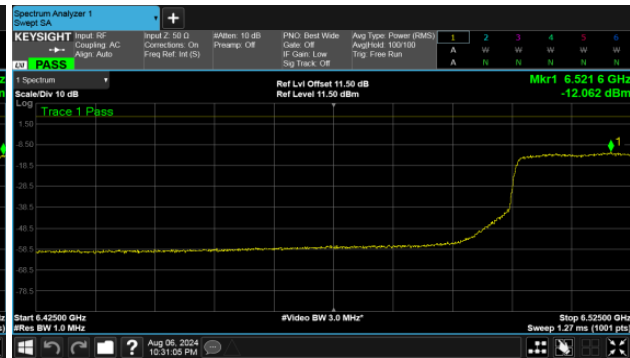 Spectrum Analyzer 1
Swept SA
+
KEYSIGHT Input: RF Input Z: 50 Ω #Atten: 10 dB PNO: Best Wide Avg Type: Power (RMS) 1 2 3 4 5 6
Coupling: AC Corrections: On Preamp: Off Gate: Off Avg|Hold: 100/100 A W W W W W
Align: Auto Freq Ref: Int (S) IF Gain: Low Trig: Free Run
LXI PASS Sig Track: Off A N N N N N
1 Spectrum Ref Lvl Offset 11.50 dB Mkr1 6.521 6 GHz
Scale/Div 10 dB Ref Level 11.50 dBm -12.062 dBm
Log
Trace 1 Pass
1.50
-8.50
1
-18.5
-28.5
-38.5
-48.5
-58.5
-68.5
-78.5
Start 6.42500 GHz #Video BW 3.0 MHz* Stop 6.52500 GHz
#Res BW 1.0 MHz Sweep 1.27 ms (1001 pts)
? Aug 06, 2024
10:31:05 PM